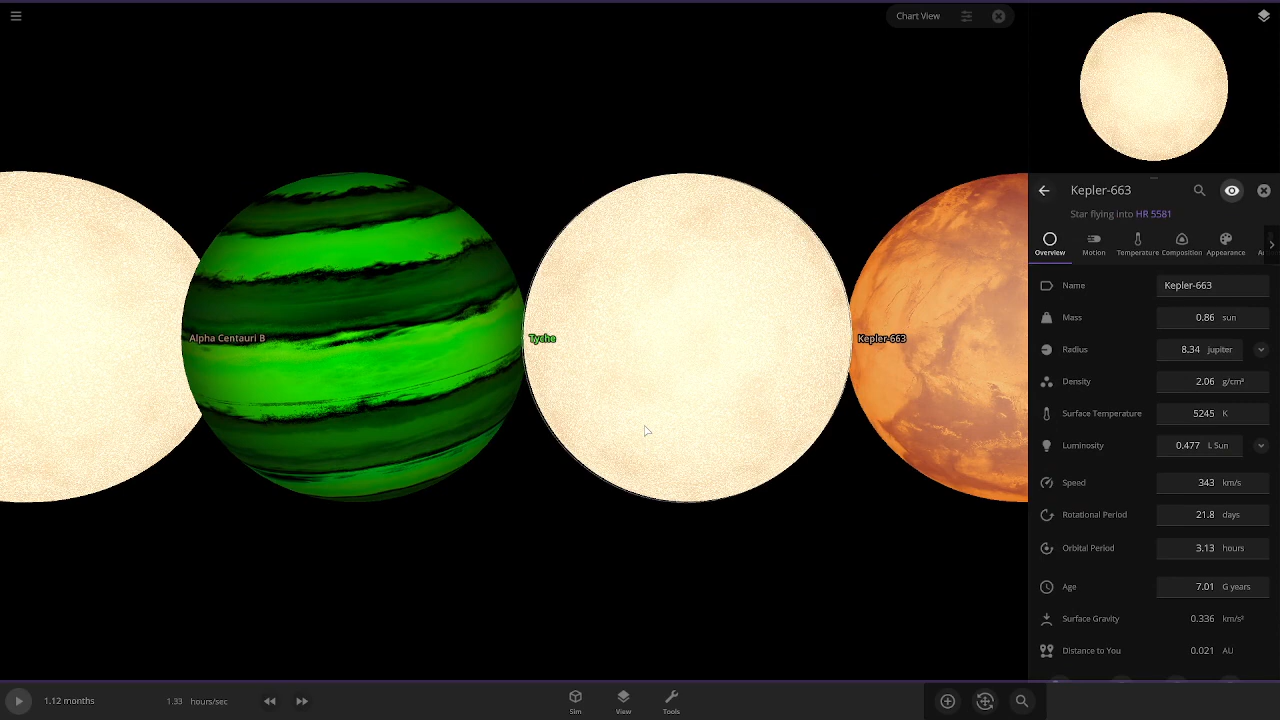 Chart View
Alpha Centauri B
Tyche
Kepler-663
Kepler-663
Star flying into HR 5581
Overview
Motion
Temperature
Composition
Appearance
Name
Kepler-663
Mass
0.86 sun
Radius
8.34 jupiter
Density
2.06 g/cm³
Surface Temperature
5245 K
Luminosity
0.477 L Sun
Speed
343 km/s
Rotational Period
21.8 days
Orbital Period
3.13 hours
Age
7.01 G years
Surface Gravity
0.336 km/s²
Distance to You
0.021 AU
1.12 months
1.33 hours/sec
Sim
View
Tools